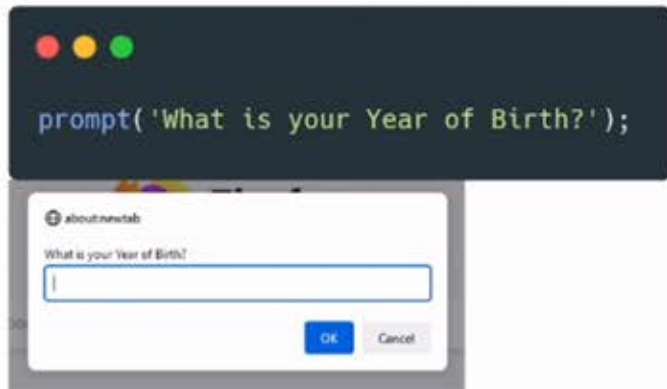 prompt('What is your Year of Birth?');
about:newtab
What is your Year of Birth?
OK
Cancel